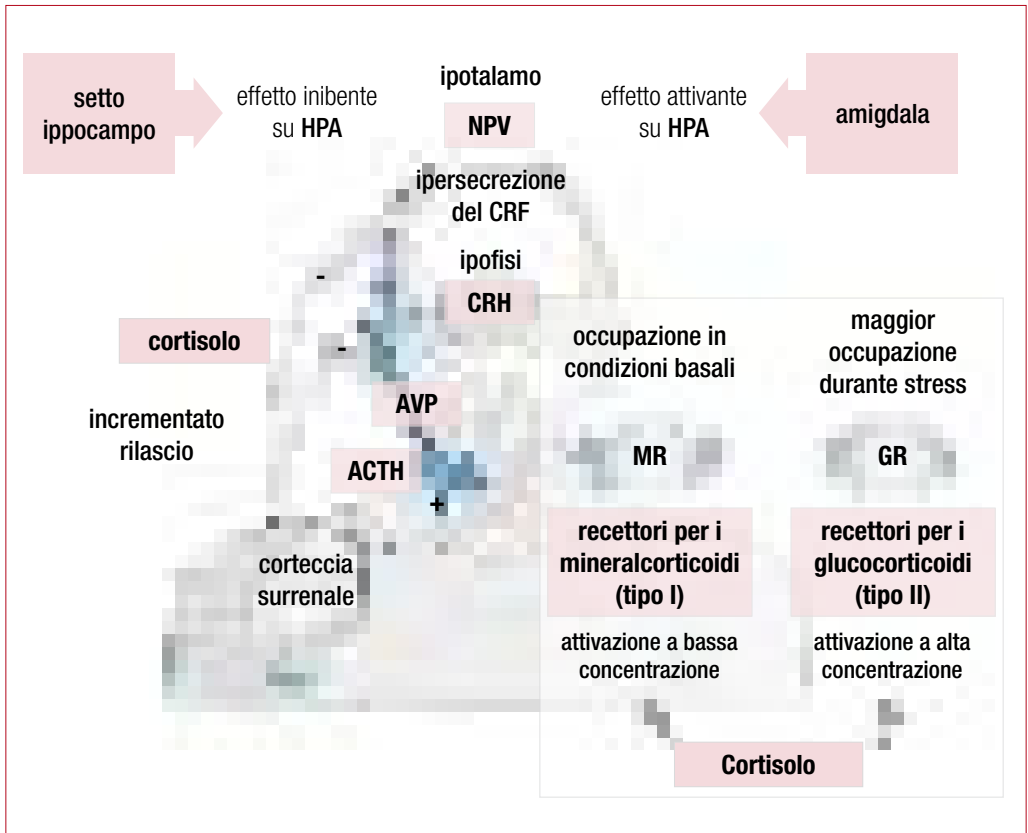 setto
ippocampo
effetto inibente
su HPA
ipotalamo
NPV
effetto attivante
su HPA
amigdala
ipersecrezione
del CRF
ipofisi
CRH
-
cortisolo
-
incrementato
rilascio
AVP
ACTH
+
corteccia
surrenale
occupazione in
condizioni basali
maggior
occupazione
durante stress
MR
GR
recettori per i
mineralcorticoidi
(tipo I)
recettori per i
glucocorticoidi
(tipo II)
attivazione a bassa
concentrazione
attivazione a alta
concentrazione
Cortisolo